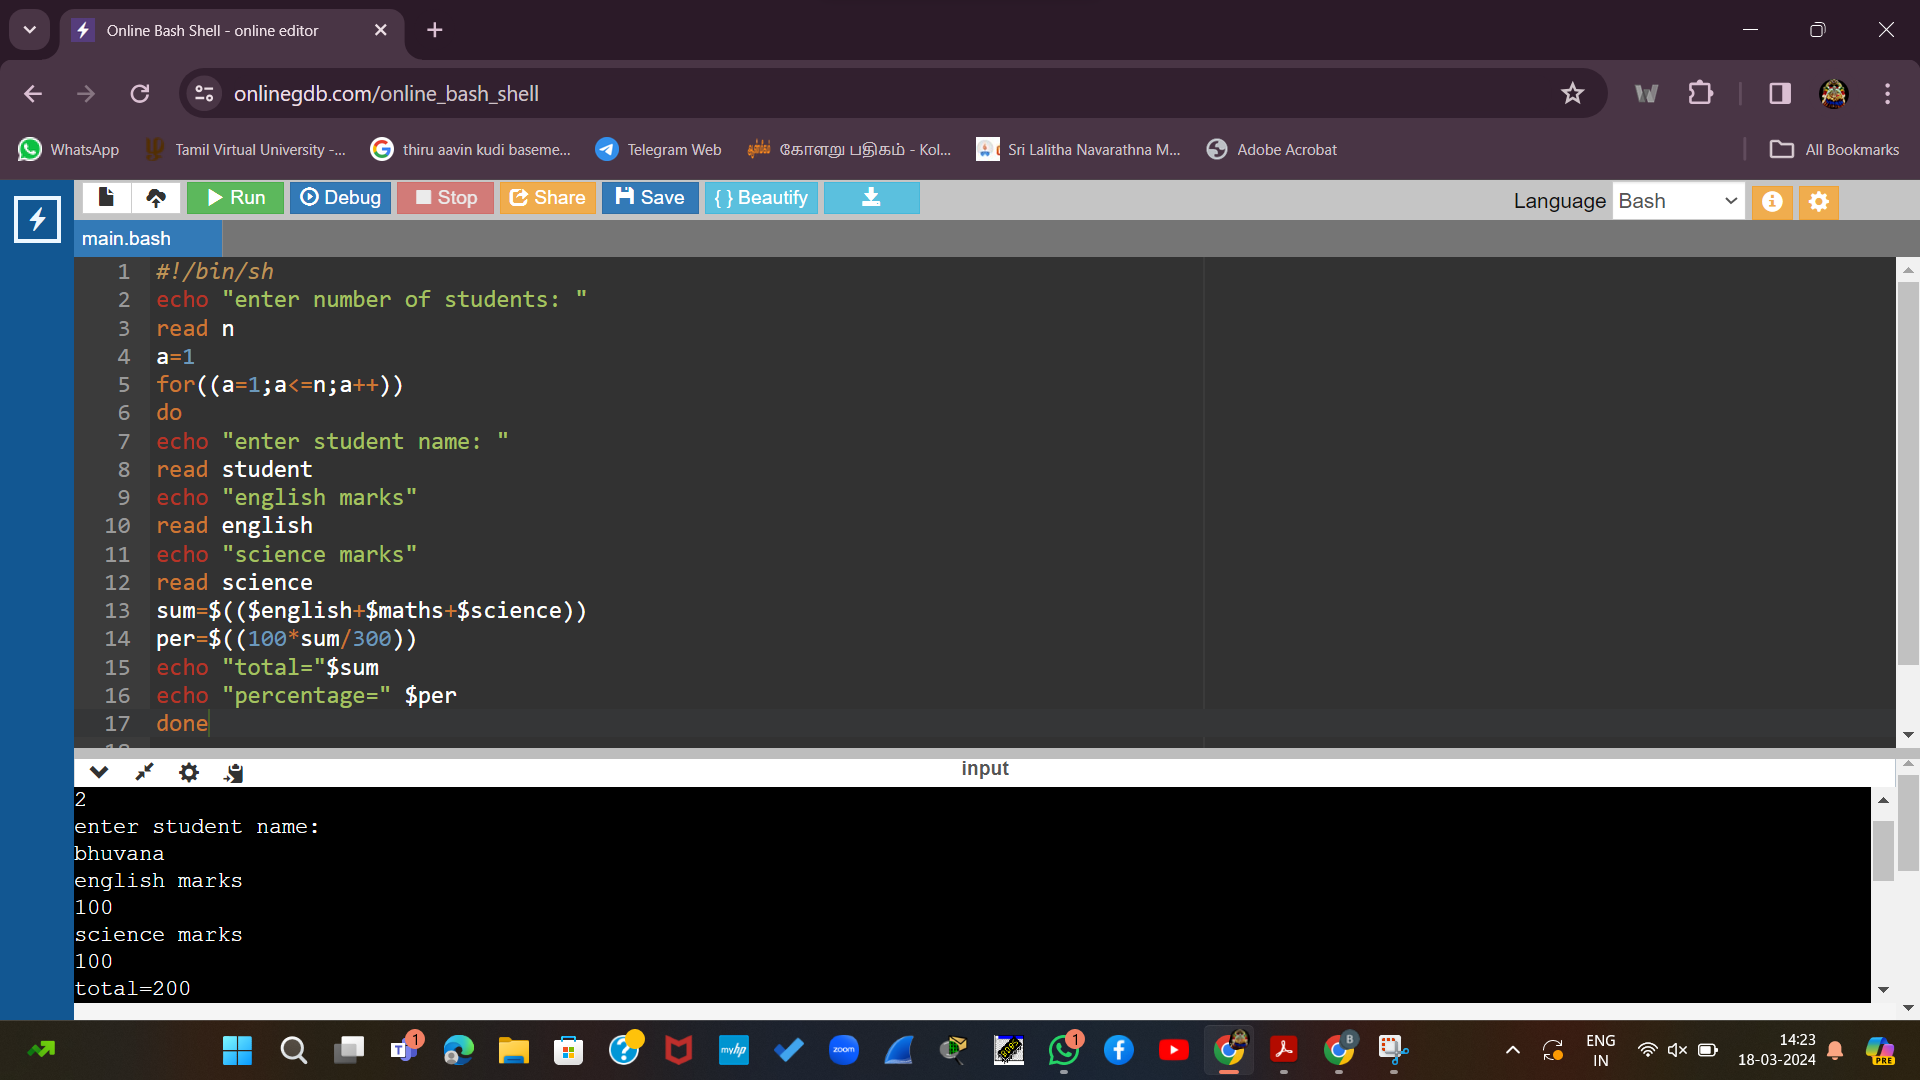 Online Bash Shell - online editor
onlinegdb.com/online_bash_shell
WhatsApp
Tamil Virtual University -...
thiru aavin kudi baseme...
Telegram Web
கோளறு பதிகம் - Kol...
Sri Lalitha Navarathna M...
Adobe Acrobat
All Bookmarks
Run
Debug
Stop
Share
Save
{ } Beautify
Language
Bash
main.bash
1 #!/bin/sh
2 echo "enter number of students: "
3 read n
4 a=1
5 for((a=1;a<=n;a++))
6 do
7 echo "enter student name: "
8 read student
9 echo "english marks"
10 read english
11 echo "science marks"
12 read science
13 sum=$(($english+$maths+$science))
14 per=$((100*sum/300))
15 echo "total="$sum
16 echo "percentage=" $per
17 done
input
2
enter student name:
bhuvana
english marks
100
science marks
100
total=200
1
myhp
zoom
1
B
ENG
IN
14:23
18-03-2024
PRE